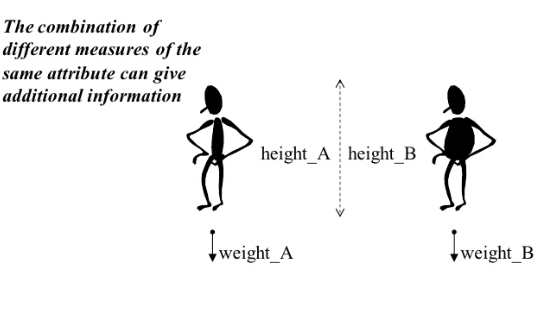 The combination of
different measures of the
same attribute can give
additional information
height_A height_B
weight_A weight_B